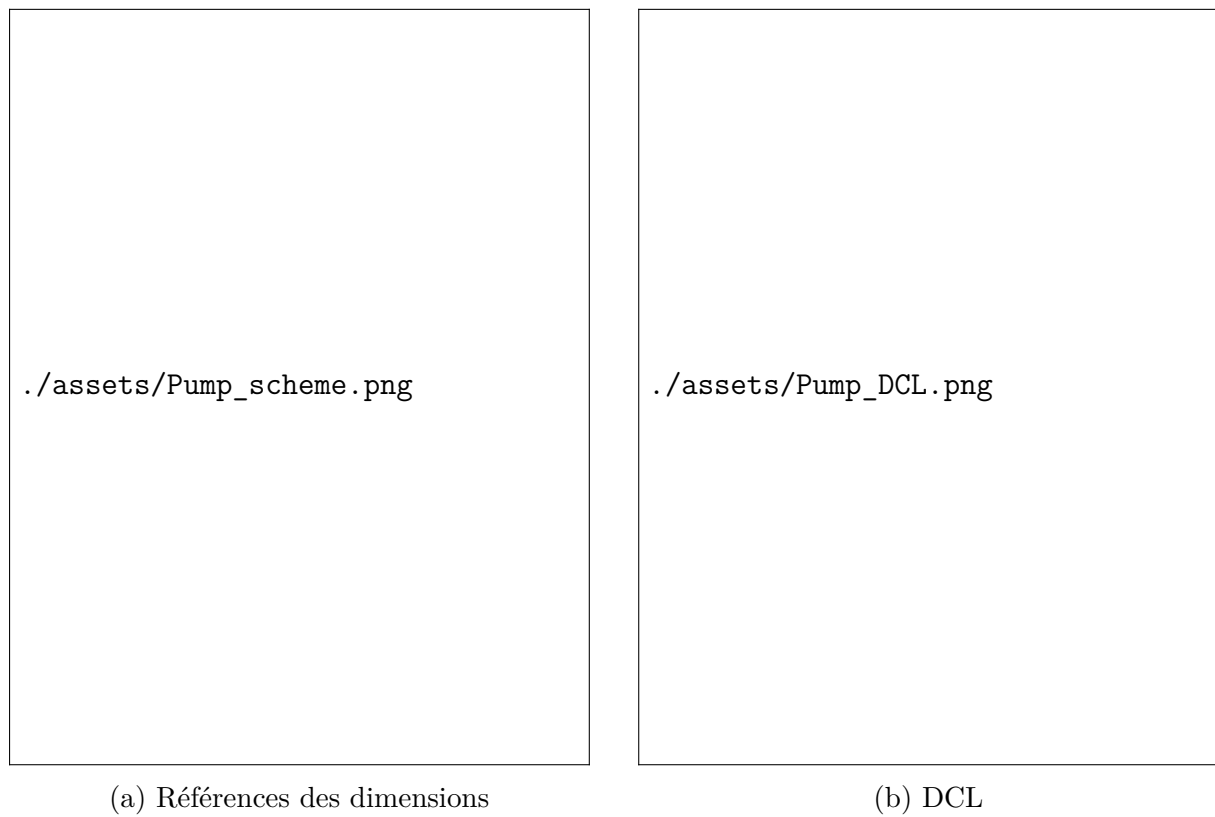 ./assets/Pump_scheme.png
./assets/Pump_DCL.png
(a) Références des dimensions
(b) DCL